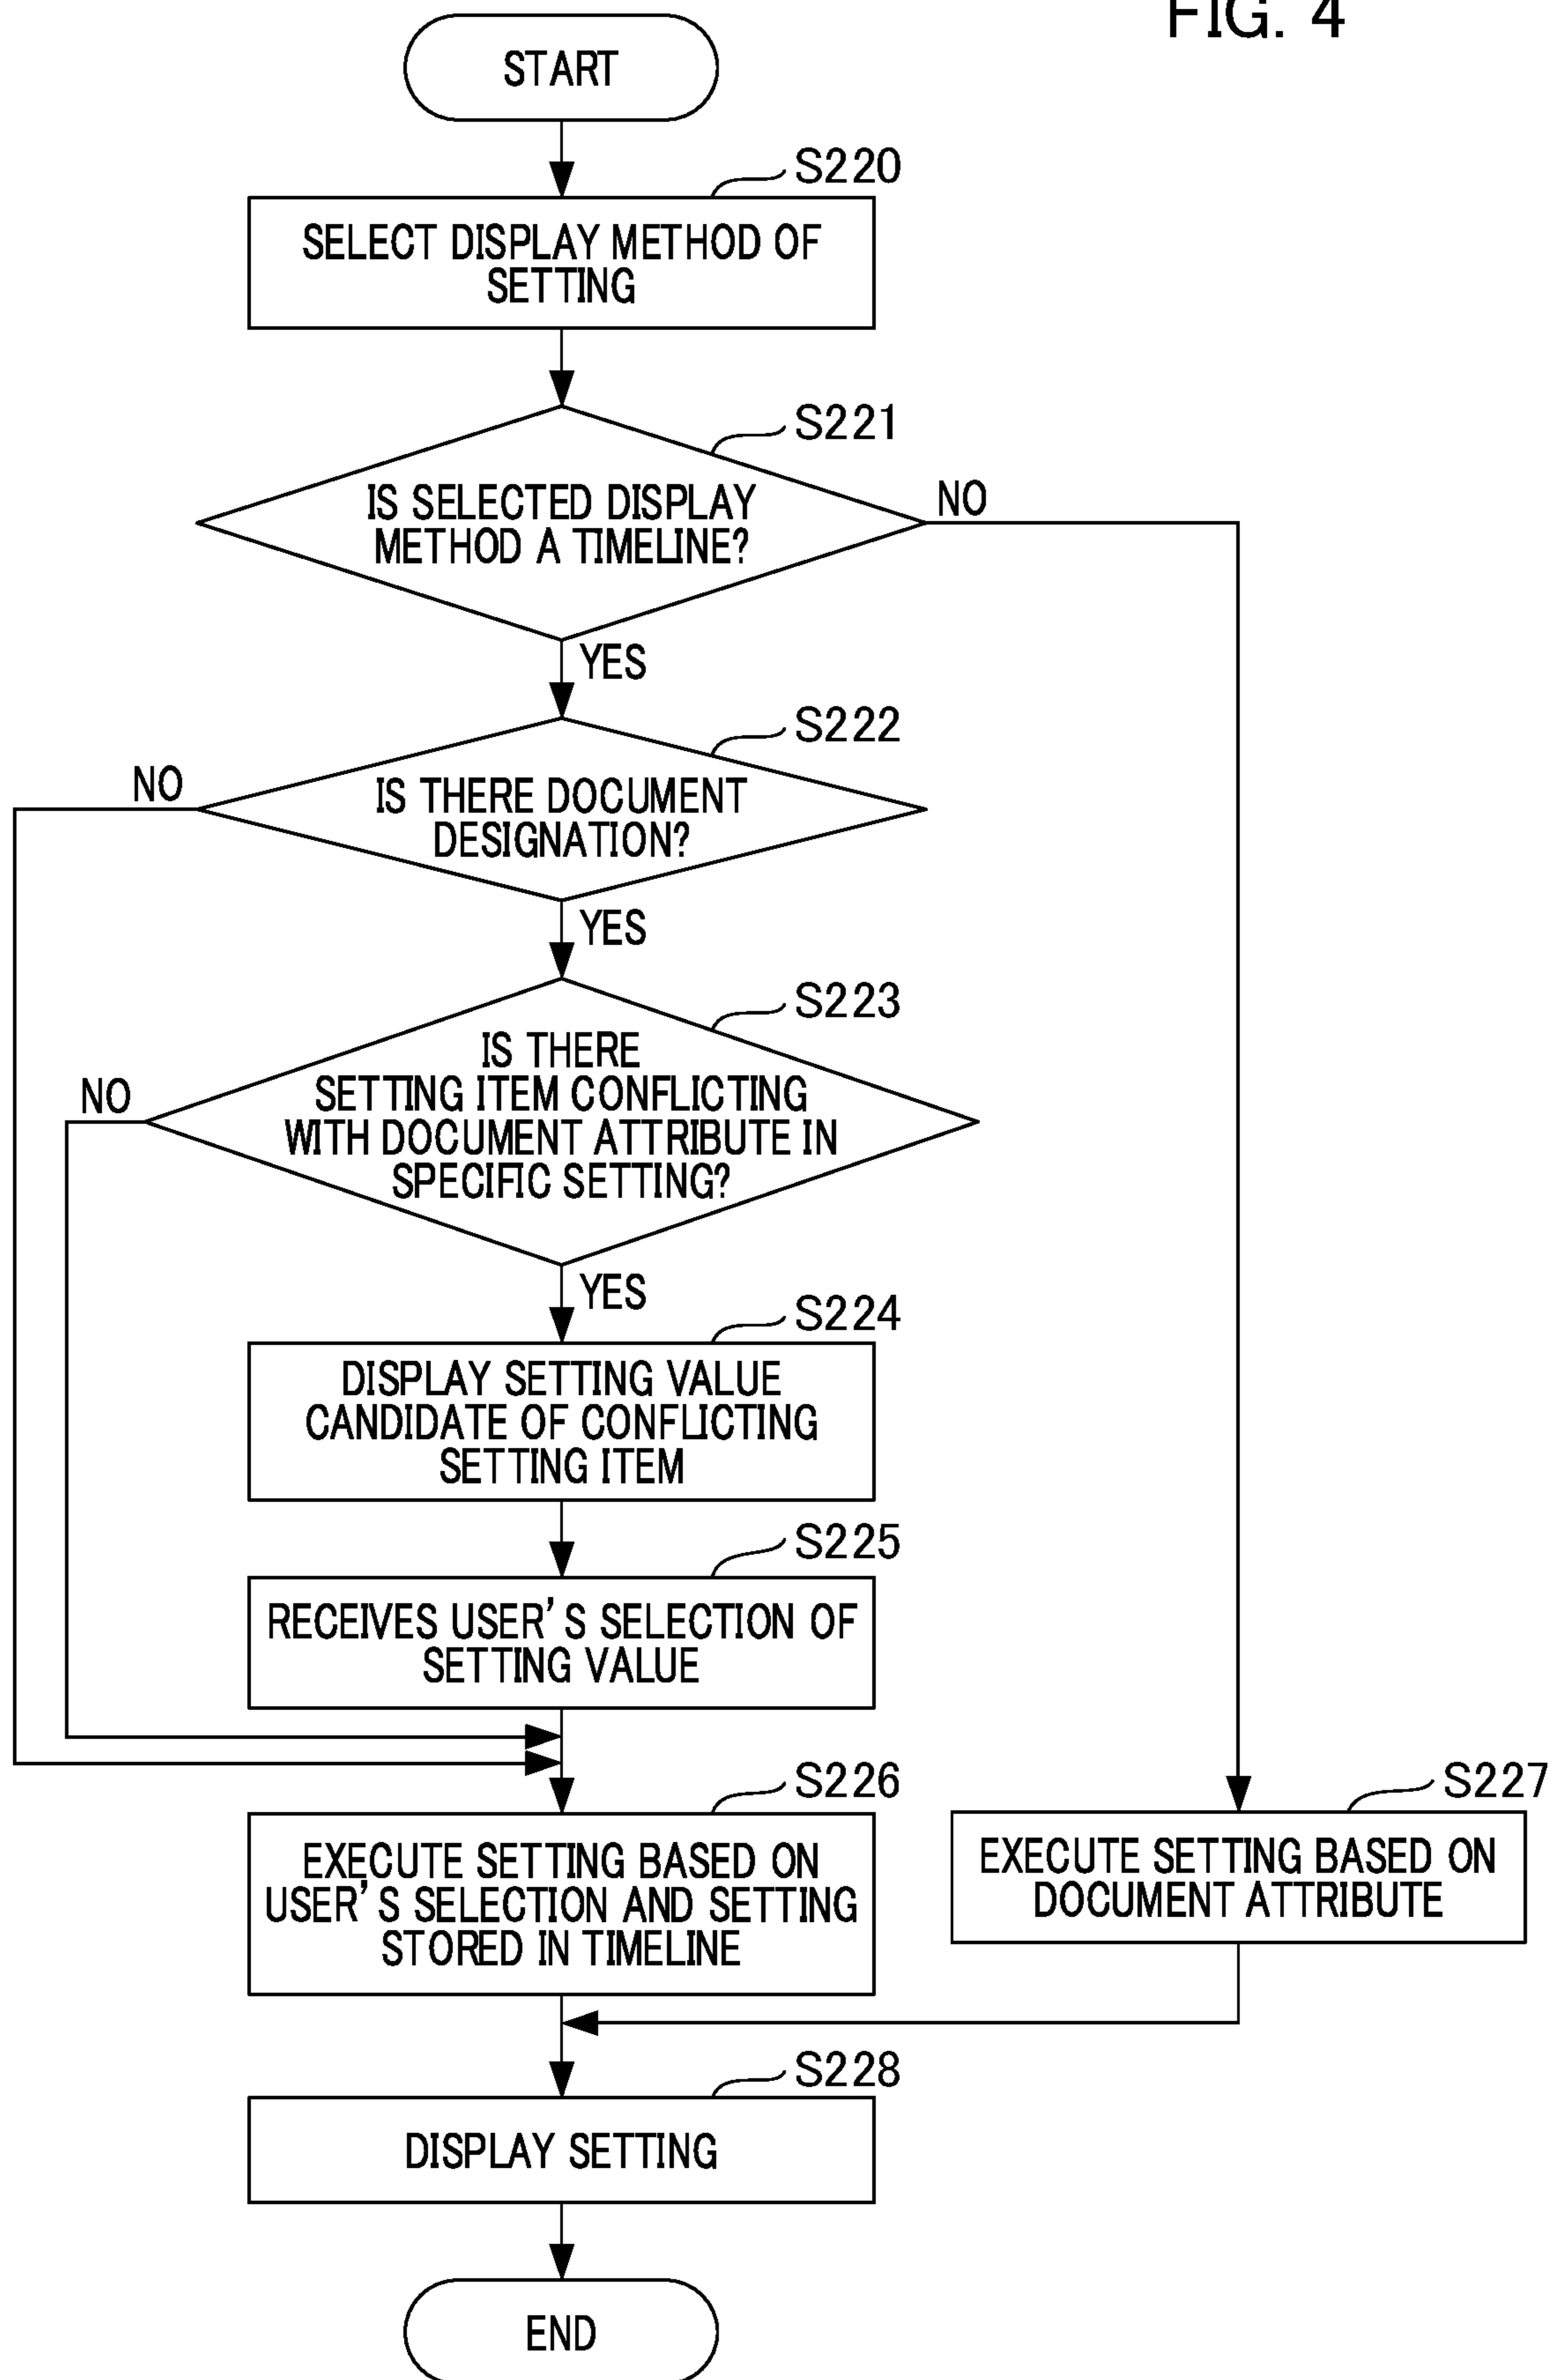 FIG. 4
START
S220
SELECT DISPLAY METHOD OF
SETTING
S221
IS SELECTED DISPLAY
METHOD A TIMELINE?
NO
YES
S222
NO
IS THERE DOCUMENT
DESIGNATION?
YES
S223
NO
IS THERE
SETTING ITEM CONFLICTING
WITH DOCUMENT ATTRIBUTE IN
SPECIFIC SETTING?
YES
S224
DISPLAY SETTING VALUE
CANDIDATE OF CONFLICTING
SETTING ITEM
S225
RECEIVES USER'S SELECTION OF
SETTING VALUE
S226
EXECUTE SETTING BASED ON
USER'S SELECTION AND SETTING
STORED IN TIMELINE
S227
EXECUTE SETTING BASED ON
DOCUMENT ATTRIBUTE
S228
DISPLAY SETTING
END